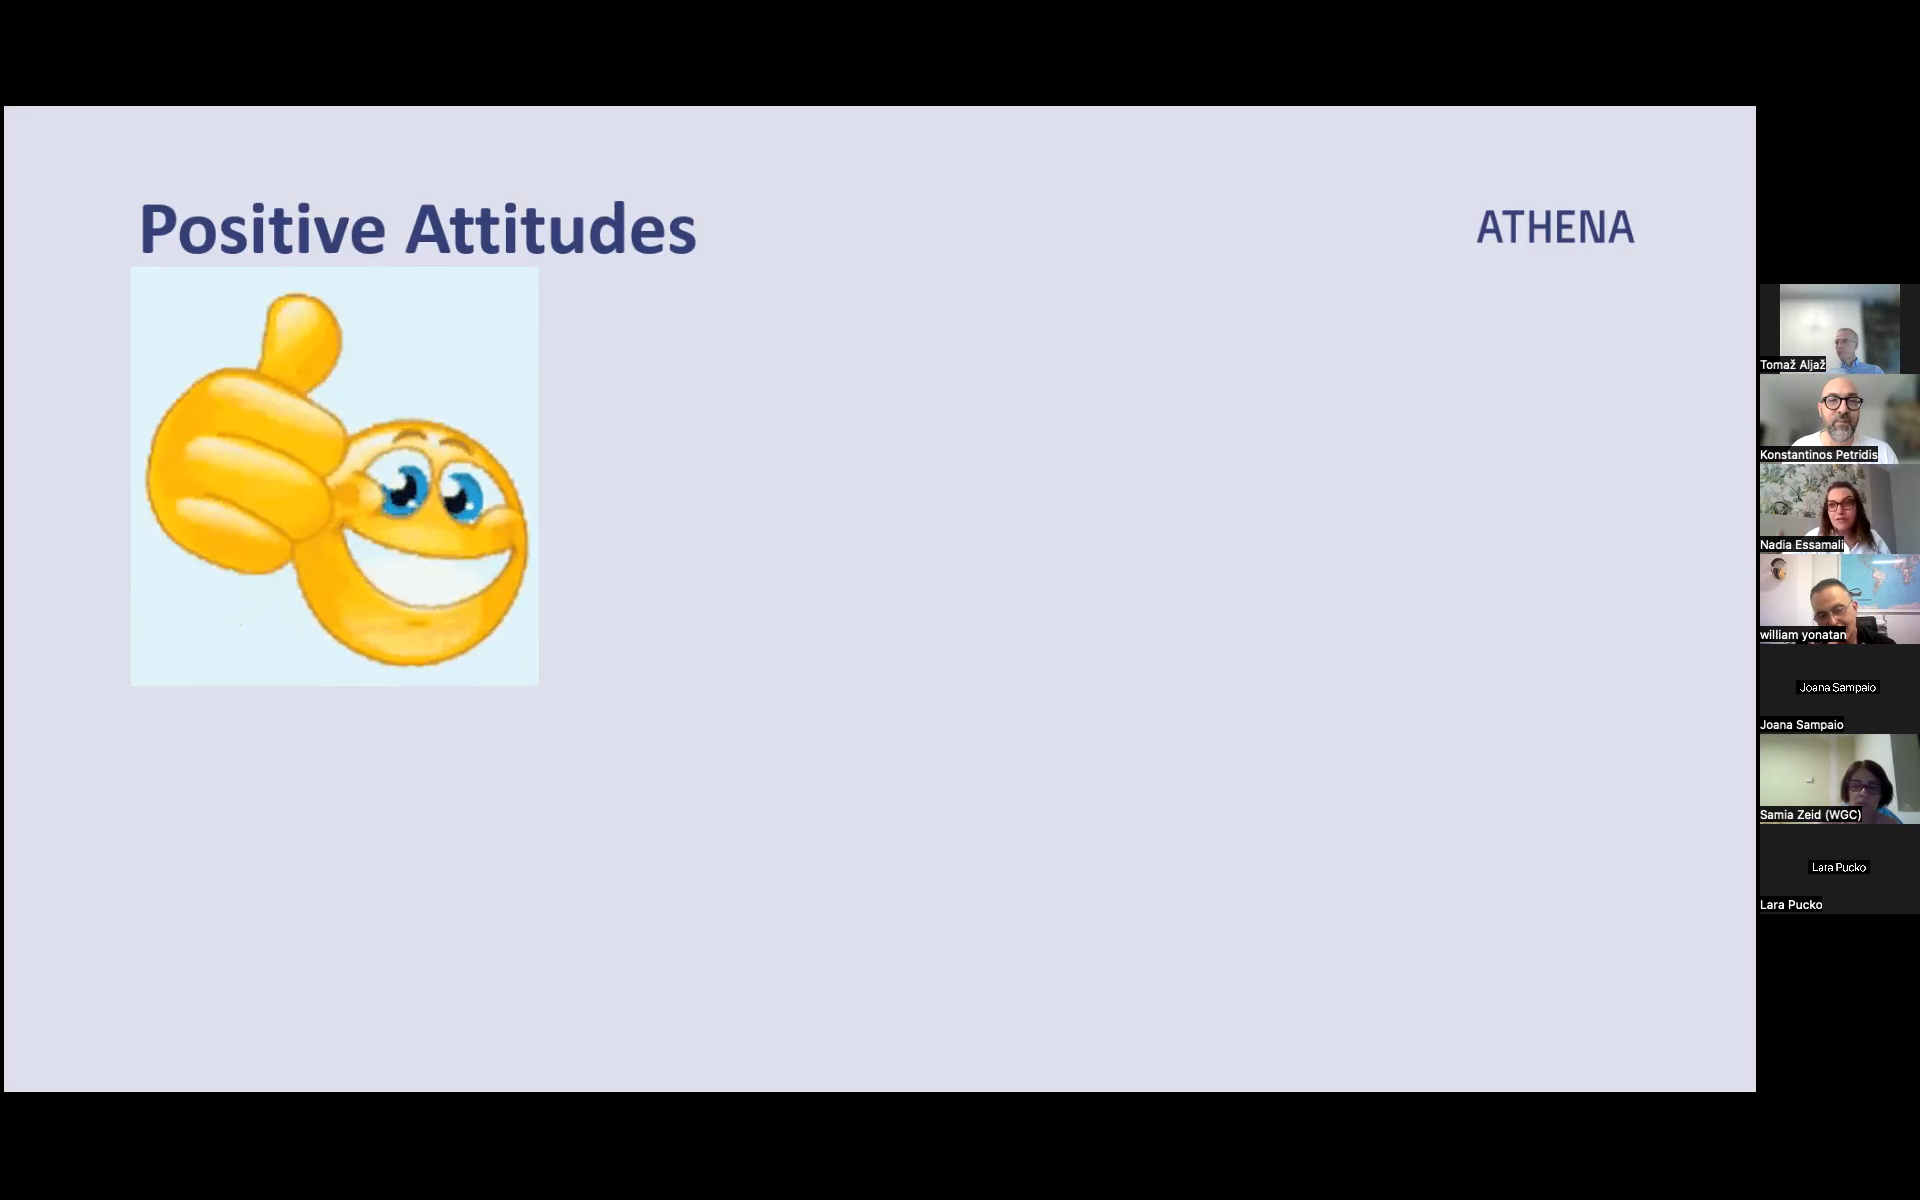 Positive Attitudes
ATHENA
Tomaž Aljaž
Konstantinos Petridis
Nadia Essamali
william yonatan
Joana Sampaio
Joana Sampaio
Samia Zeid (WGC)
Lara Pucko
Lara Pucko